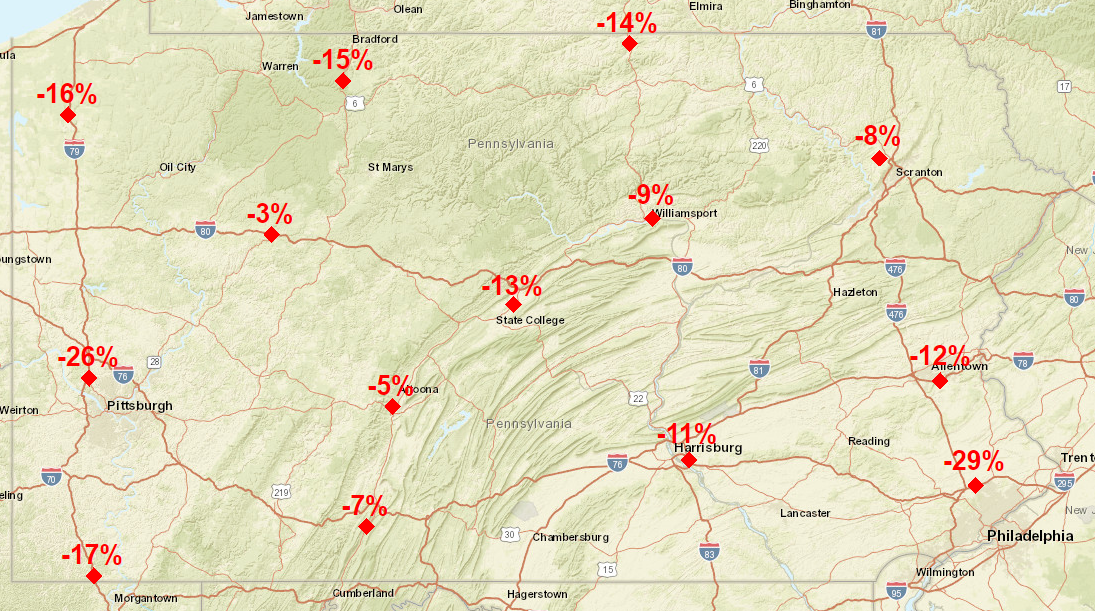 Olean
Elmira
Binghamton
Jamestown
-14%
81
Bradford
ula
-15%
Warren
6
17
-16%
6
-8%
79
Pennsylvania
220
Oil City
St Marys
Scranton
-9%
-3%
Williamsport
80
New J
oungstown
80
476
-13%
Hazleton
80
State College
476
-26%
28
-12%
78
76
Allentown
81
-5%
Altoona
22
Weirton
Pittsburgh
Pennsylvania
-11%
Reading
Harrisburg
Trento
-29%
76
70
295
219
eling
-7%
New J
Lancaster
30
Chambersburg
Philadelphia
83
-17%
15
Wilmington
95
Morgantown
Cumberland
Hagerstown